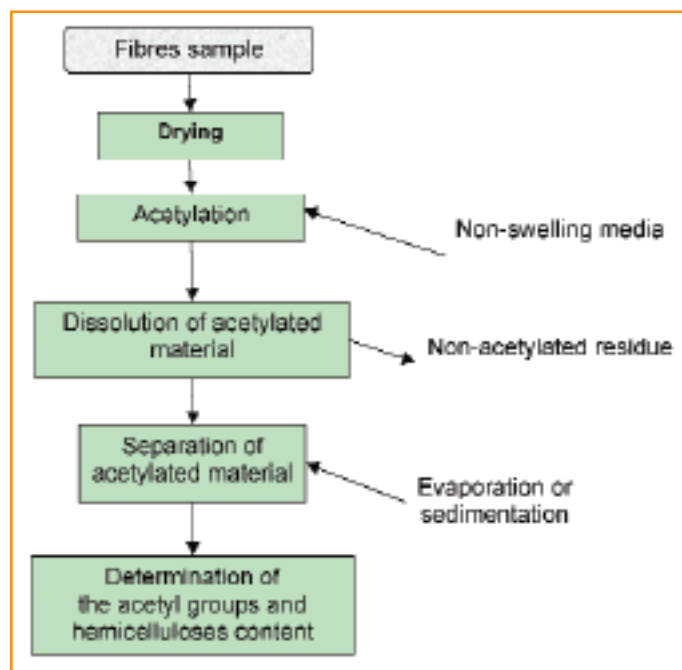 Fibres sample
Drying
Acetylation
Non-swelling media
Dissolution of acetylated
material
Non-acetylated residue
Separation of
acetylated material
Evaporation or
sedimentation
Determination of
the acetyl groups and
hemicelluloses content